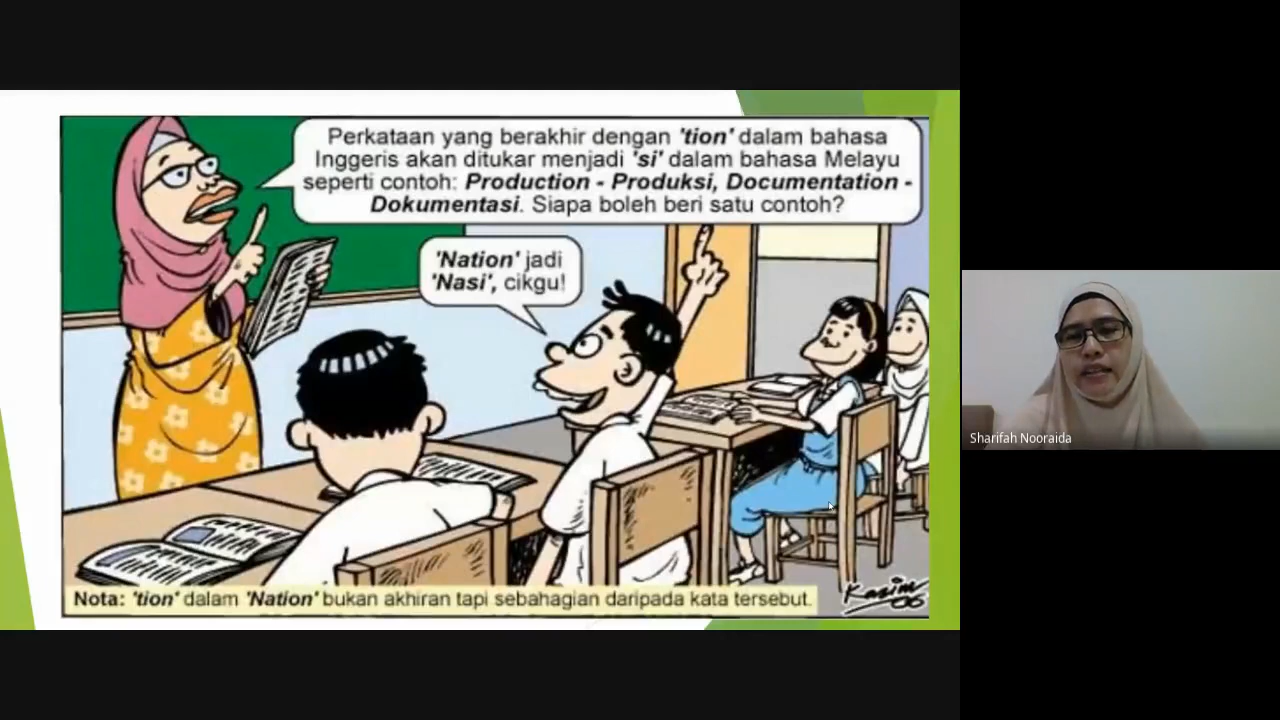 Perkataan yang berakhir dengan 'tion' dalam bahasa
Inggeris akan ditukar menjadi 'si' dalam bahasa Melayu
seperti contoh: Production - Produksi, Documentation -
Dokumentasi. Siapa boleh beri satu contoh?
'Nation' jadi
'Nasi', cikgu!
Nota: 'tion' dalam 'Nation' bukan akhiran tapi sebahagian daripada kata tersebut.
Kazim
Sharifah Nooraida